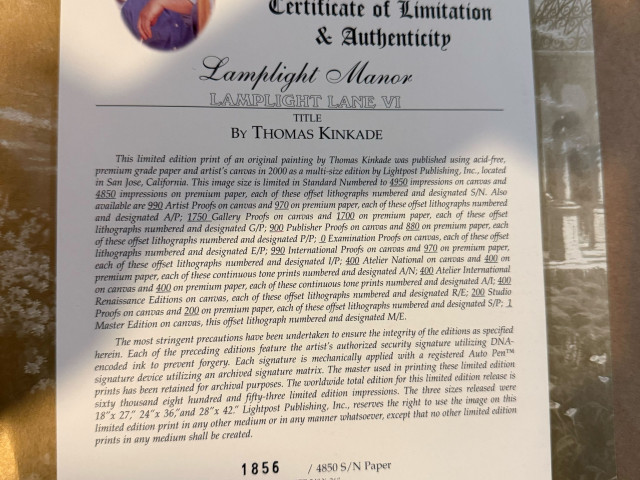 Certificate of Limitation
& Authenticity
Lamplight Manor
LAMPLIGHT LANE VI
TITLE
BY THOMAS KINKADE
This limited edition print of an original painting by Thomas Kinkade was published using acid-free,
premium grade paper and artist's canvas in 2000 as a multi-size edition by Lightpost Publishing, Inc., located
in San Jose, California. This image size is limited in Standard Numbered to 4950 impressions on canvas and
4850 impressions on premium paper, each of these offset lithographs numbered and designated S/N. Also
available are 990 Artist Proofs on canvas and 970 on premium paper, each of these offset lithographs numbered
and designated A/P; 1750 Gallery Proofs on canvas and 1700 on premium paper, each of these offset
lithographs numbered and designated G/P; 900 Publisher Proofs on canvas and 880 on premium paper, each
of these offset lithographs numbered and designated P/P; 0 Examination Proofs on canvas, each of these offset
lithographs numbered and designated E/P; 990 International Proofs on canvas and 970 on premium paper,
each of these offset lithographs numbered and designated I/P; 400 Atelier National on canvas and 400 on
premium paper, each of these continuous tone prints numbered and designated A/N; 400 Atelier International
on canvas and 400 on premium paper, each of these continuous tone prints numbered and designated A/I; 400
Renaissance Editions on canvas, each of these offset lithographs numbered and designated R/E; 200 Studio
Proofs on canvas and 200 on premium paper, each of these offset lithographs numbered and designated S/P; 1
Master Edition on canvas, this offset lithograph numbered and designated M/E.
The most stringent precautions have been undertaken to ensure the integrity of the editions as specified
herein. Each of the preceding editions feature the artist's authorized security signature utilizing DNA-
encoded ink to prevent forgery. Each signature is mechanically applied with a registered Auto Pen™
signature device utilizing an archived signature matrix. The master used in printing these limited edition
prints has been retained for archival purposes. The worldwide total edition for this limited edition release is
sixty thousand eight hundred and fifty-three limited edition impressions. The three sizes released were
18"x 27," 24"x 36,"and 28"x 42." Lightpost Publishing, Inc., reserves the right to use the image on this
limited edition print in any other medium or in any manner whatsoever, except that no other limited edition
prints in any medium shall be created.
1856 / 4850 S/N Paper